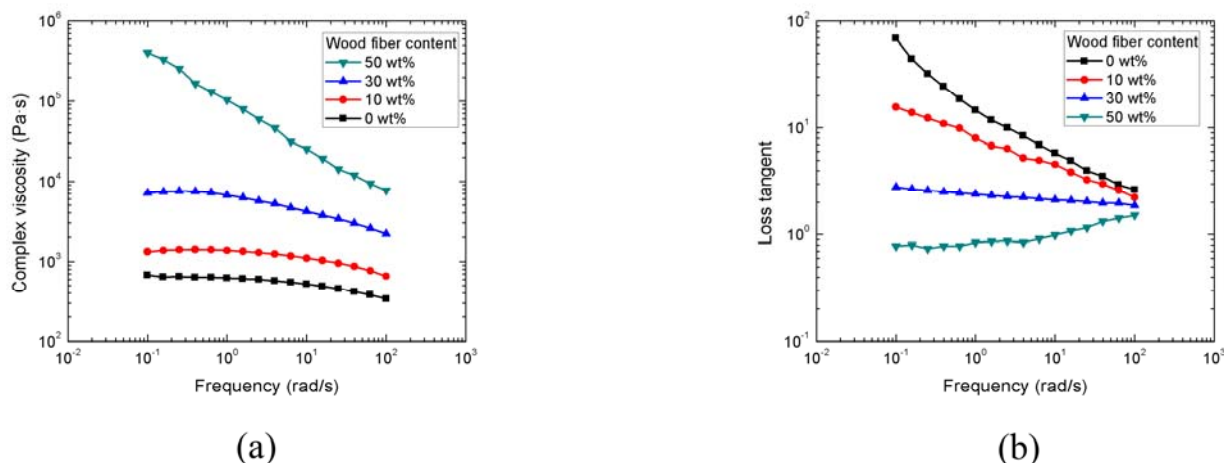 (a)
10^6
10^5
10^4
10^3
10^2
10^-2 10^-1 10^0 10^1 10^2 10^3
Complex viscosity (Pa·s)
Frequency (rad/s)
Wood fiber content
50 wt%
30 wt%
10 wt%
0 wt%
(b)
10^2
10^1
10^0
10^-1
10^-2 10^-1 10^0 10^1 10^2 10^3
Loss tangent
Frequency (rad/s)
Wood fiber content
0 wt%
10 wt%
30 wt%
50 wt%
(a)
(b)